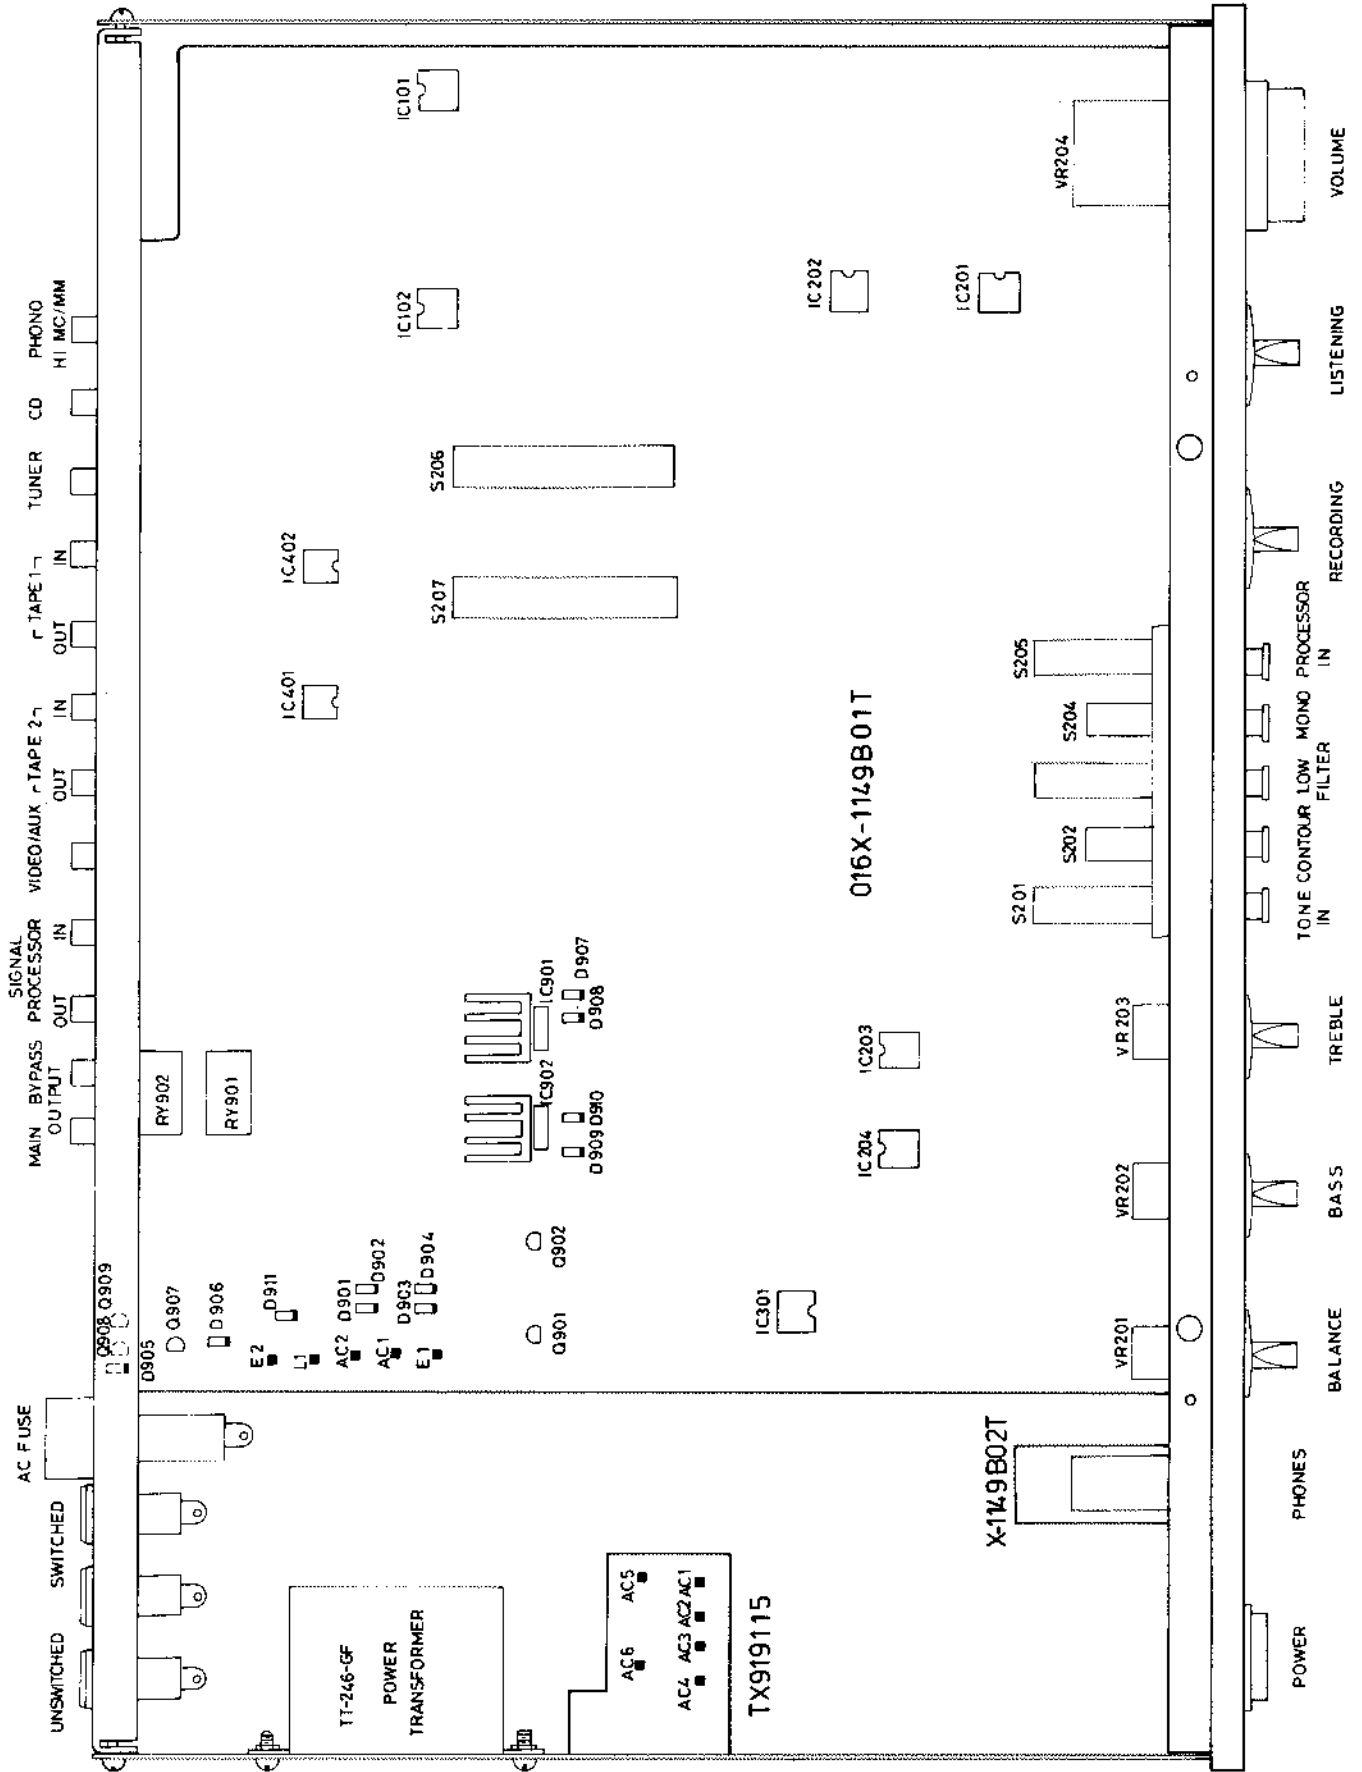 UNSWITCHED
SWITCHED
AC FUSE
MAIN
BYPASS
OUTPUT
SIGNAL
PROCESSOR
OUT
IN
VIDEO/AUX
TAPE 2
OUT
IN
TAPE 1
OUT
IN
TUNER
CD
PHONO
HI MC/MM
Q908
Q909
D905
Q907
D906
D911
E2
L1
AC2
AC1
E1
D901
D902
D903
D904
RY902
RY901
Q901
Q902
IC902
IC901
D909
D910
D908
D907
IC401
IC402
S207
S206
IC102
IC101
TT-246-GF
POWER
TRANSFORMER
AC6
AC5
AC4
AC3
AC2
AC1
TX919115
IC301
IC204
IC203
016X-1149B01T
IC202
IC201
VR204
X-1149B02T
VR201
VR202
VR203
S201
S202
S204
S205
POWER
PHONES
BALANCE
BASS
TREBLE
TONE
IN
CONTOUR
LOW
FILTER
MONO
PROCESSOR
IN
RECORDING
LISTENING
VOLUME